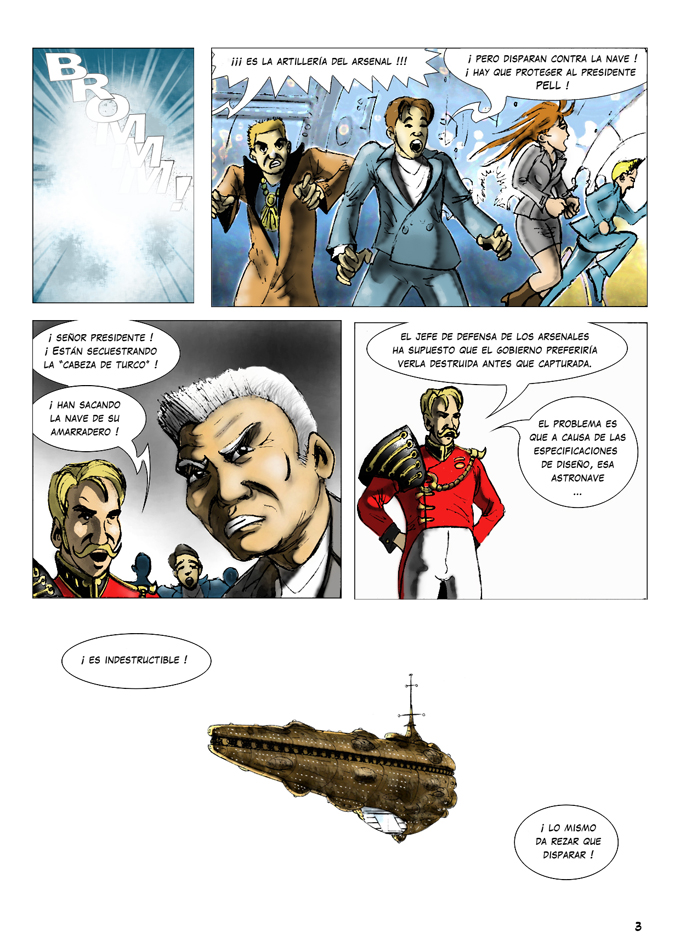 BROMMMM!
¡¡¡ ES LA ARTILLERÍA DEL ARSENAL !!!
¡ PERO DISPARAN CONTRA LA NAVE !
¡ HAY QUE PROTEGER AL PRESIDENTE
PELL !
¡ SEÑOR PRESIDENTE !
¡ ESTÁN SECUESTRANDO
LA "CABEZA DE TURCO" !
¡ HAN SACANDO
LA NAVE DE SU
AMARRADERO !
EL JEFE DE DEFENSA DE LOS ARSENALES
HA SUPUESTO QUE EL GOBIERNO PREFERIRÍA
VERLA DESTRUIDA ANTES QUE CAPTURADA.
EL PROBLEMA ES
QUE A CAUSA DE LAS
ESPECIFICACIONES
DE DISEÑO, ESA
ASTRONAVE
...
¡ ES INDESTRUCTIBLE !
¡ LO MISMO
DA REZAR QUE
DISPARAR !
3